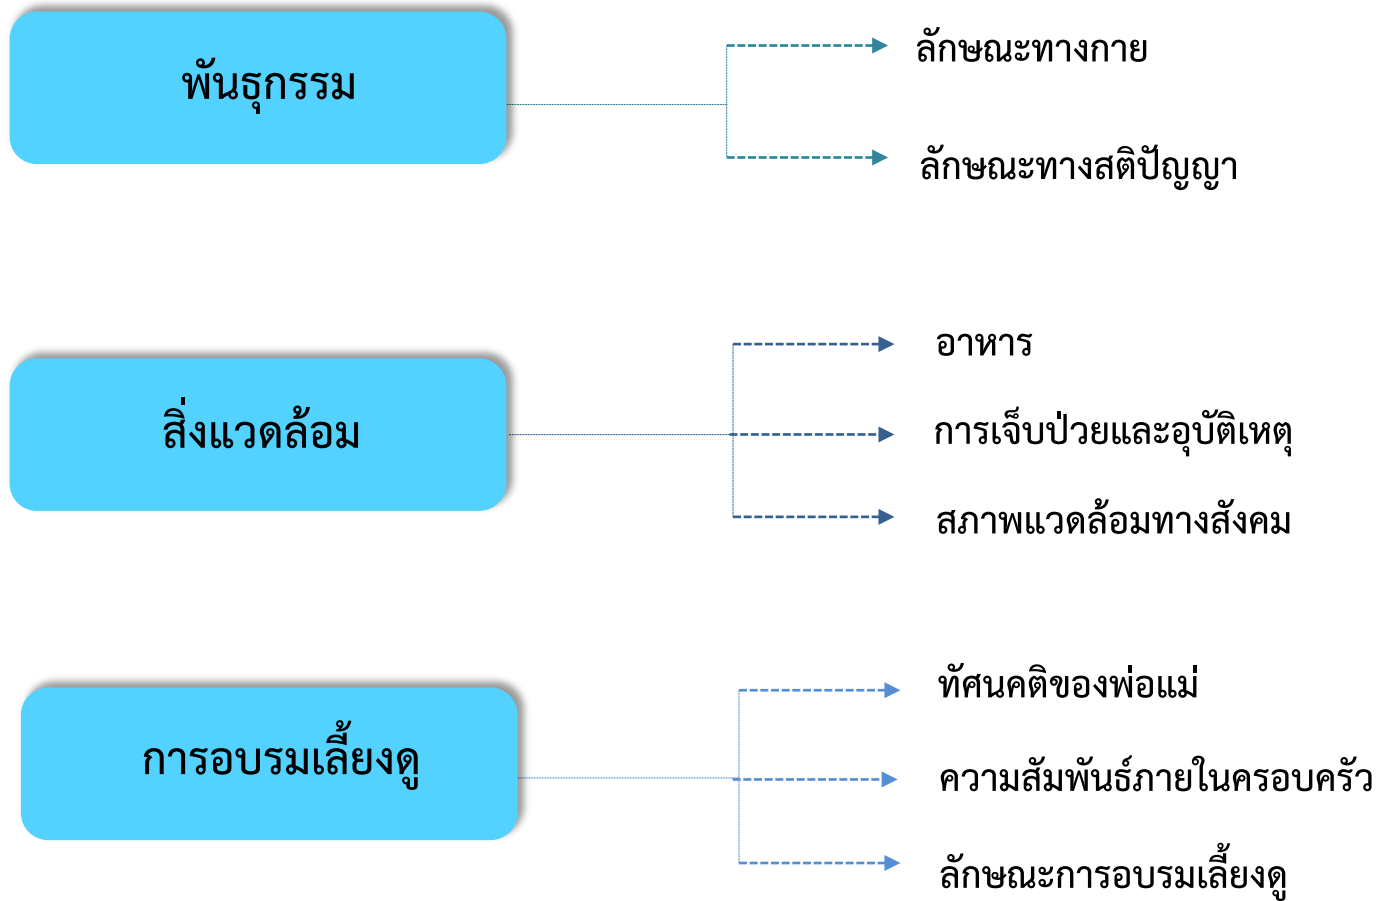 พันธุกรรม
ลักษณะทางกาย
ลักษณะทางสติปัญญา
สิ่งแวดล้อม
อาหาร
การเจ็บป่วยและอุบัติเหตุ
สภาพแวดล้อมทางสังคม
การอบรมเลี้ยงดู
ทัศนคติของพ่อแม่
ความสัมพันธ์ภายในครอบครัว
ลักษณะการอบรมเลี้ยงดู